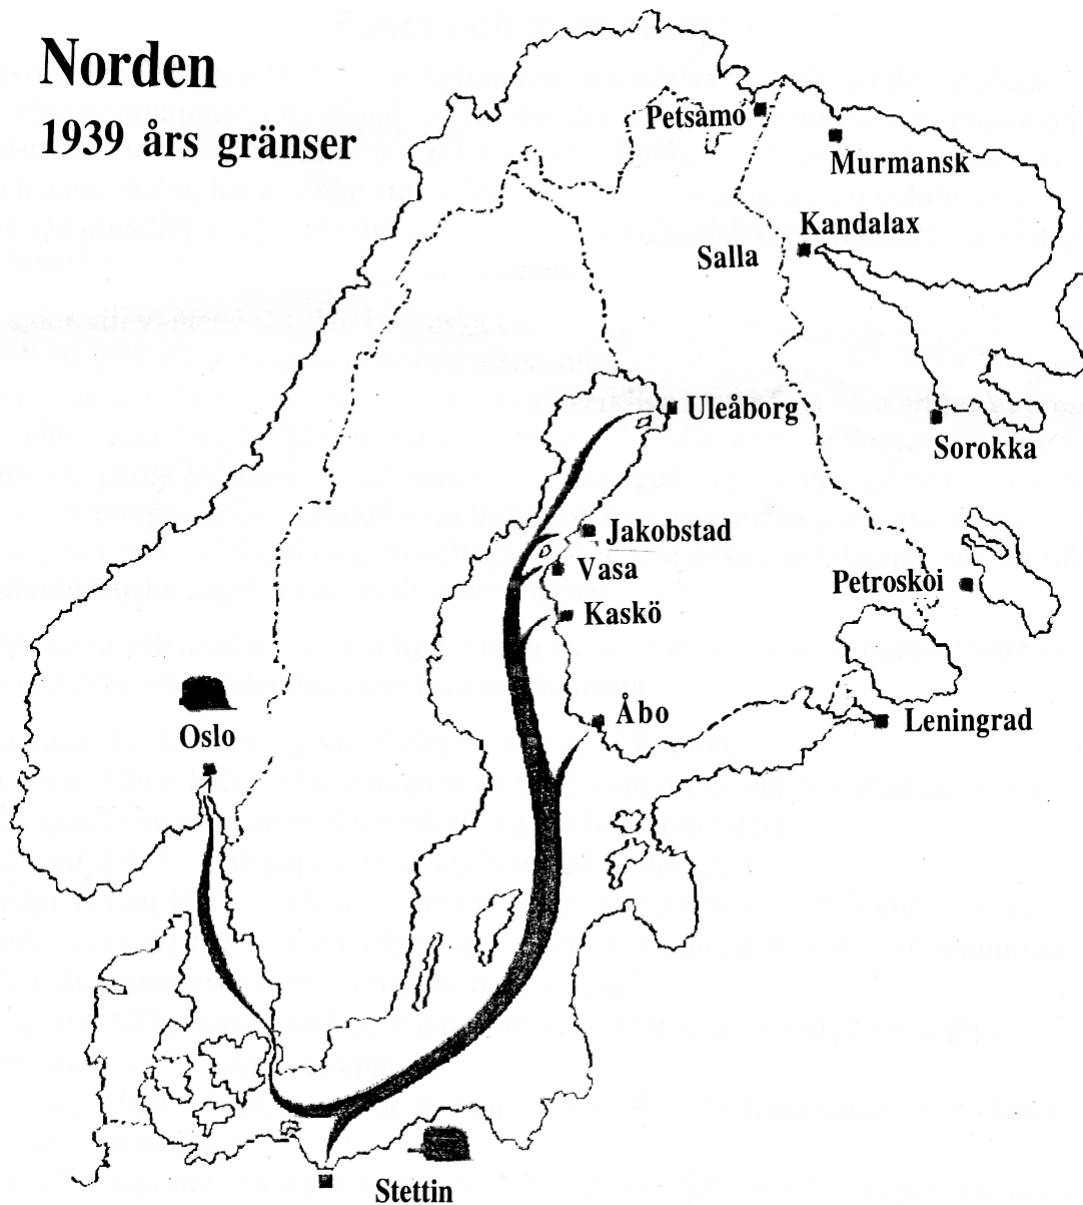 Norden
1939 års gränser
Petsamo
Murmansk
Kandalax
Salla
Uleåborg
Sorokka
Jakobstad
Vasa
Petroskoi
Kaskö
Åbo
Leningrad
Oslo
Stettin